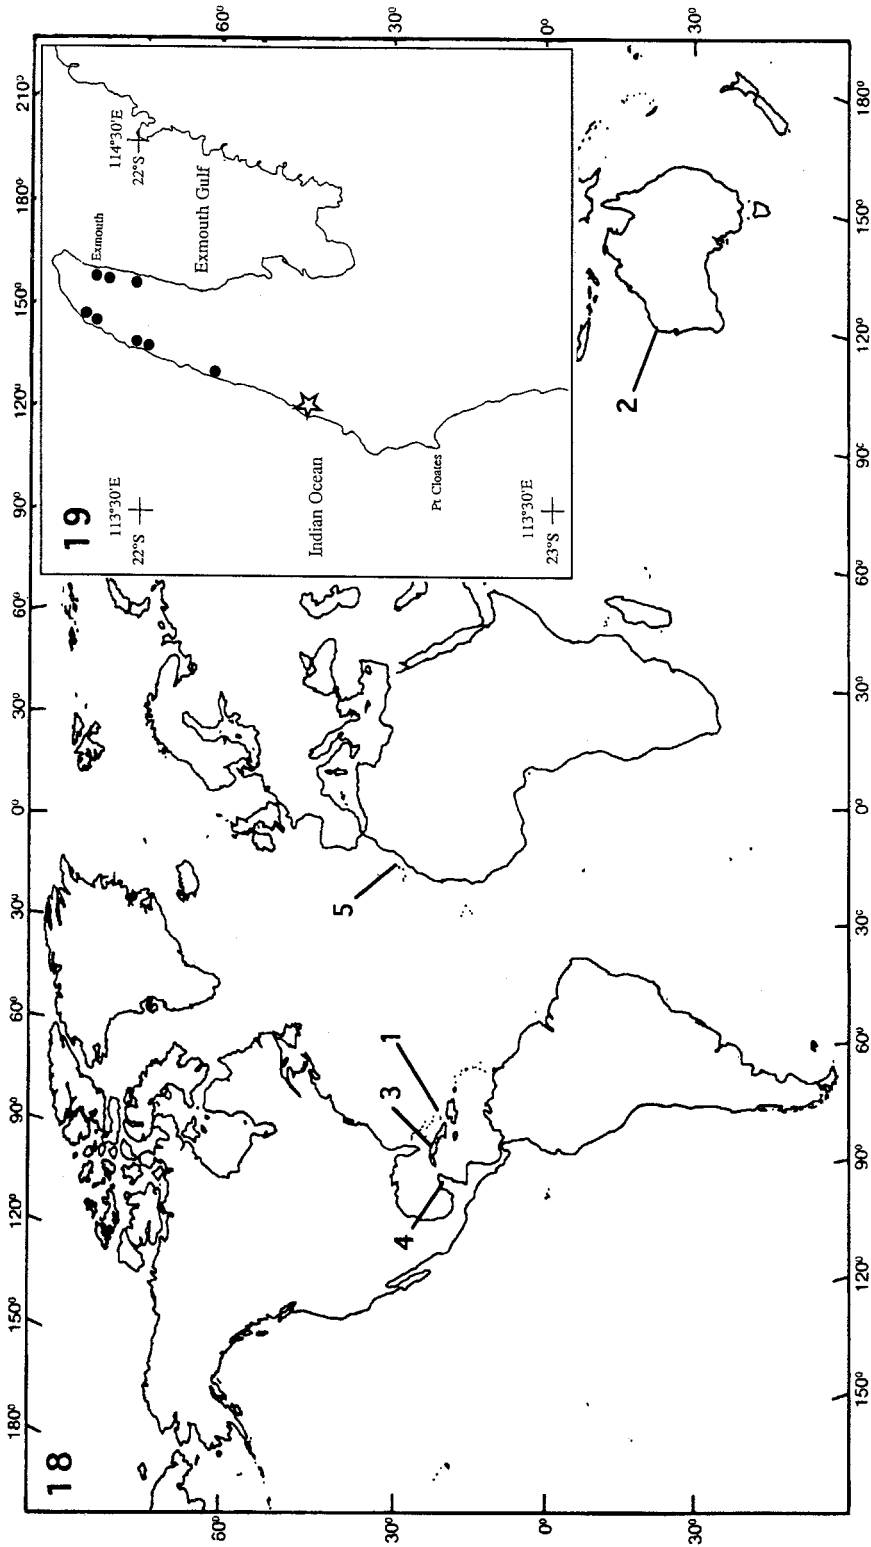 180° 150° 120° 90° 60° 30° 0° 30° 60° 90° 120° 150° 180° 210°
18
19
113°30'E
22°S
114°30'E
22°S
Exmouth
Exmouth Gulf
Indian Ocean
Pt Cloates
113°30'E
23°S
60°
60°
30°
30°
0°
0°
30°
30°
5
3
1
4
2
150° 120° 90° 60° 30° 0° 30° 60° 90° 120° 150° 180°